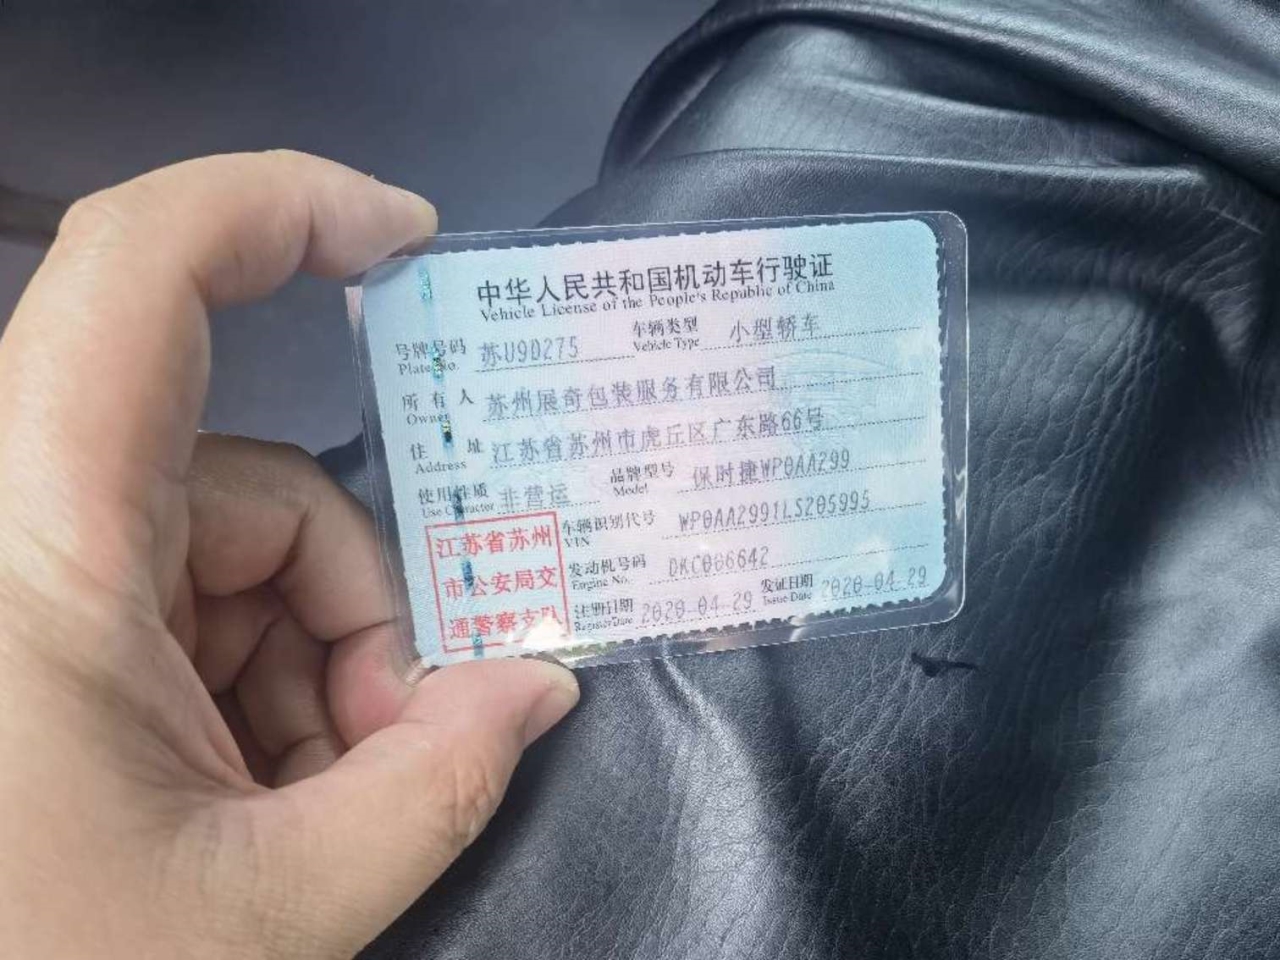 中华人民共和国机动车行驶证
Vehicle License of the People's Republic of China
号牌号码 苏U9D275 车辆类型 小型轿车
Plate No. Vehicle Type
所有人 苏州展奇包装服务有限公司
Owner
住址 江苏省苏州市虎丘区广东路66号
Address
使用性质 非营运 品牌型号 保时捷WP0AA299
Use Character Model
江苏省苏州
市公安局交
通警察支队
车辆识别代号 WP0AA2991LS205995
VIN
发动机号码 DKC006642
Engine No.
注册日期 2020-04-29 发证日期 2020-04-29
Register Date Issue Date